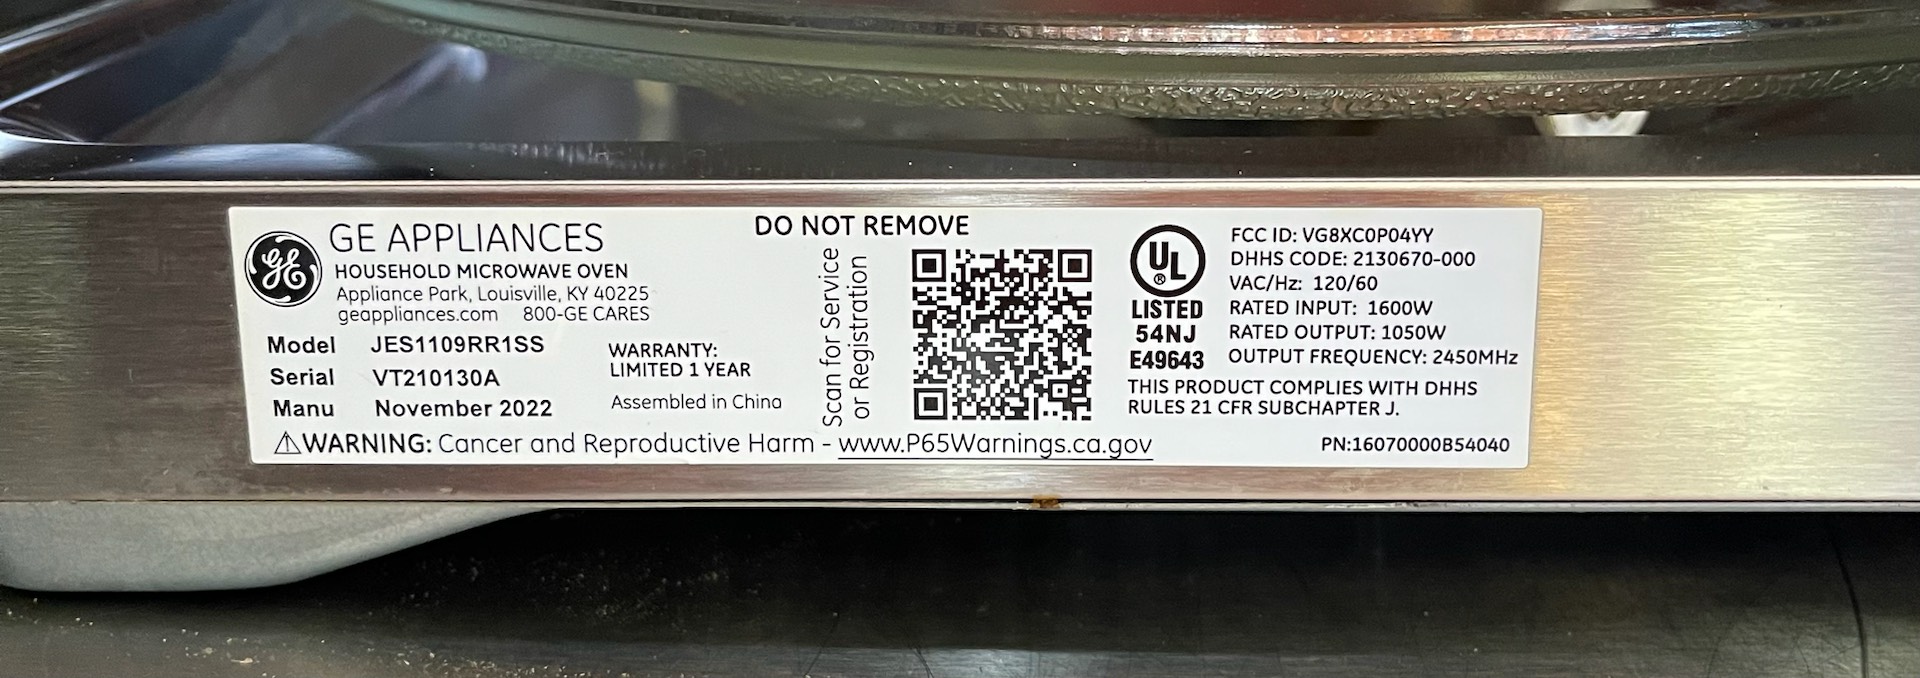 GE APPLIANCES
HOUSEHOLD MICROWAVE OVEN
Appliance Park, Louisville, KY 40225
geappliances.com 800-GE CARES
Model JES1109RR1SS
Serial VT210130A
Manu November 2022
WARRANTY:
LIMITED 1 YEAR
Assembled in China
DO NOT REMOVE
Scan for Service
or Registration
UL
®
LISTED
54NJ
E49643
FCC ID: VG8XC0P04YY
DHHS CODE: 2130670-000
VAC/Hz: 120/60
RATED INPUT: 1600W
RATED OUTPUT: 1050W
OUTPUT FREQUENCY: 2450MHz
THIS PRODUCT COMPLIES WITH DHHS
RULES 21 CFR SUBCHAPTER J.
⚠WARNING: Cancer and Reproductive Harm - www.P65Warnings.ca.gov
PN:16070000B54040